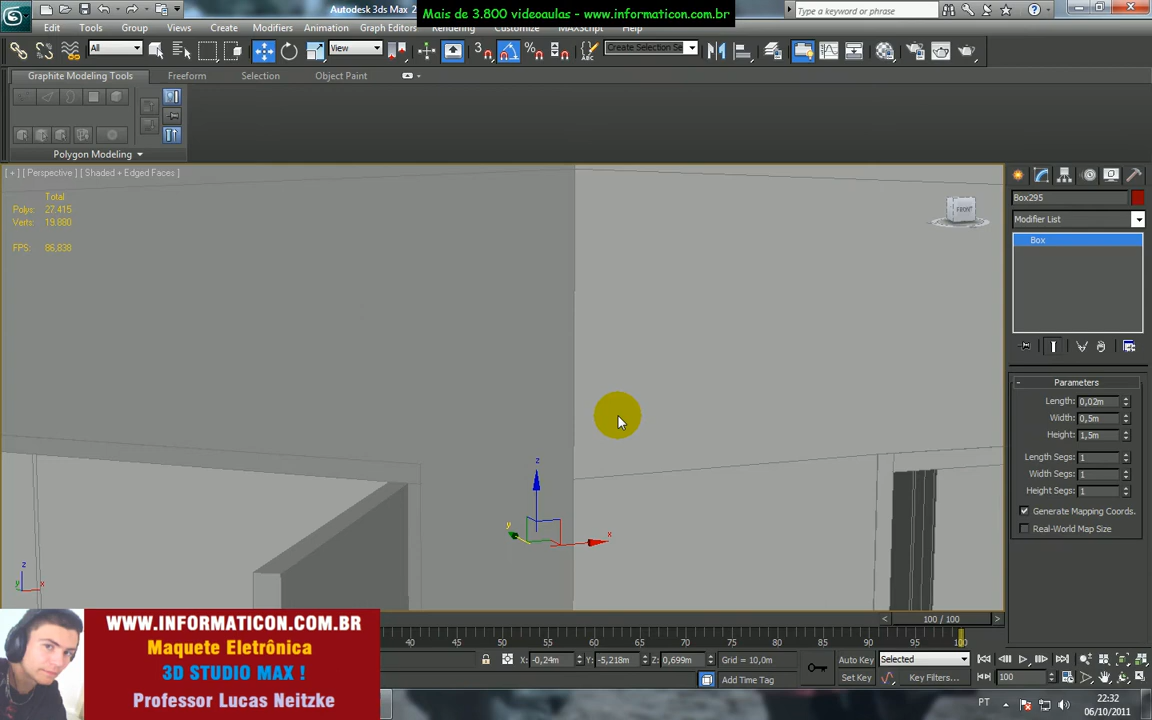 Autodesk 3ds Max 2
Mais de 3.800 videoaulas - www.informaticon.com.br
Type a keyword or phrase
Edit Tools Group Views Create Modifiers Animation Graph Editors Rendering Customize MAXScript Help
All
View
Create Selection Se
Graphite Modeling Tools Freeform Selection Object Paint
Polygon Modeling
[ + ] [ Perspective ] [ Shaded + Edged Faces ]
Total
Polys: 27.415
Verts: 19.880
FPS: 86,838
FRONT
Box295
Modifier List
Box
Parameters
Length: 0,02m
Width: 0,5m
Height: 1,5m
Length Segs: 1
Width Segs: 1
Height Segs: 1
Generate Mapping Coords.
Real-World Map Size
z
y
x
z
y
x
100 / 100
40 45 50 55 60 65 70 75 80 85 90 95 100
X: -0,24m Y: -5,218m Z: 0,699m Grid = 10,0m
Add Time Tag
Auto Key Selected
Set Key Key Filters... 100
WWW.INFORMATICON.COM.BR
Maquete Eletrônica
3D STUDIO MAX !
Professor Lucas Neitzke
PT
22:32
06/10/2011